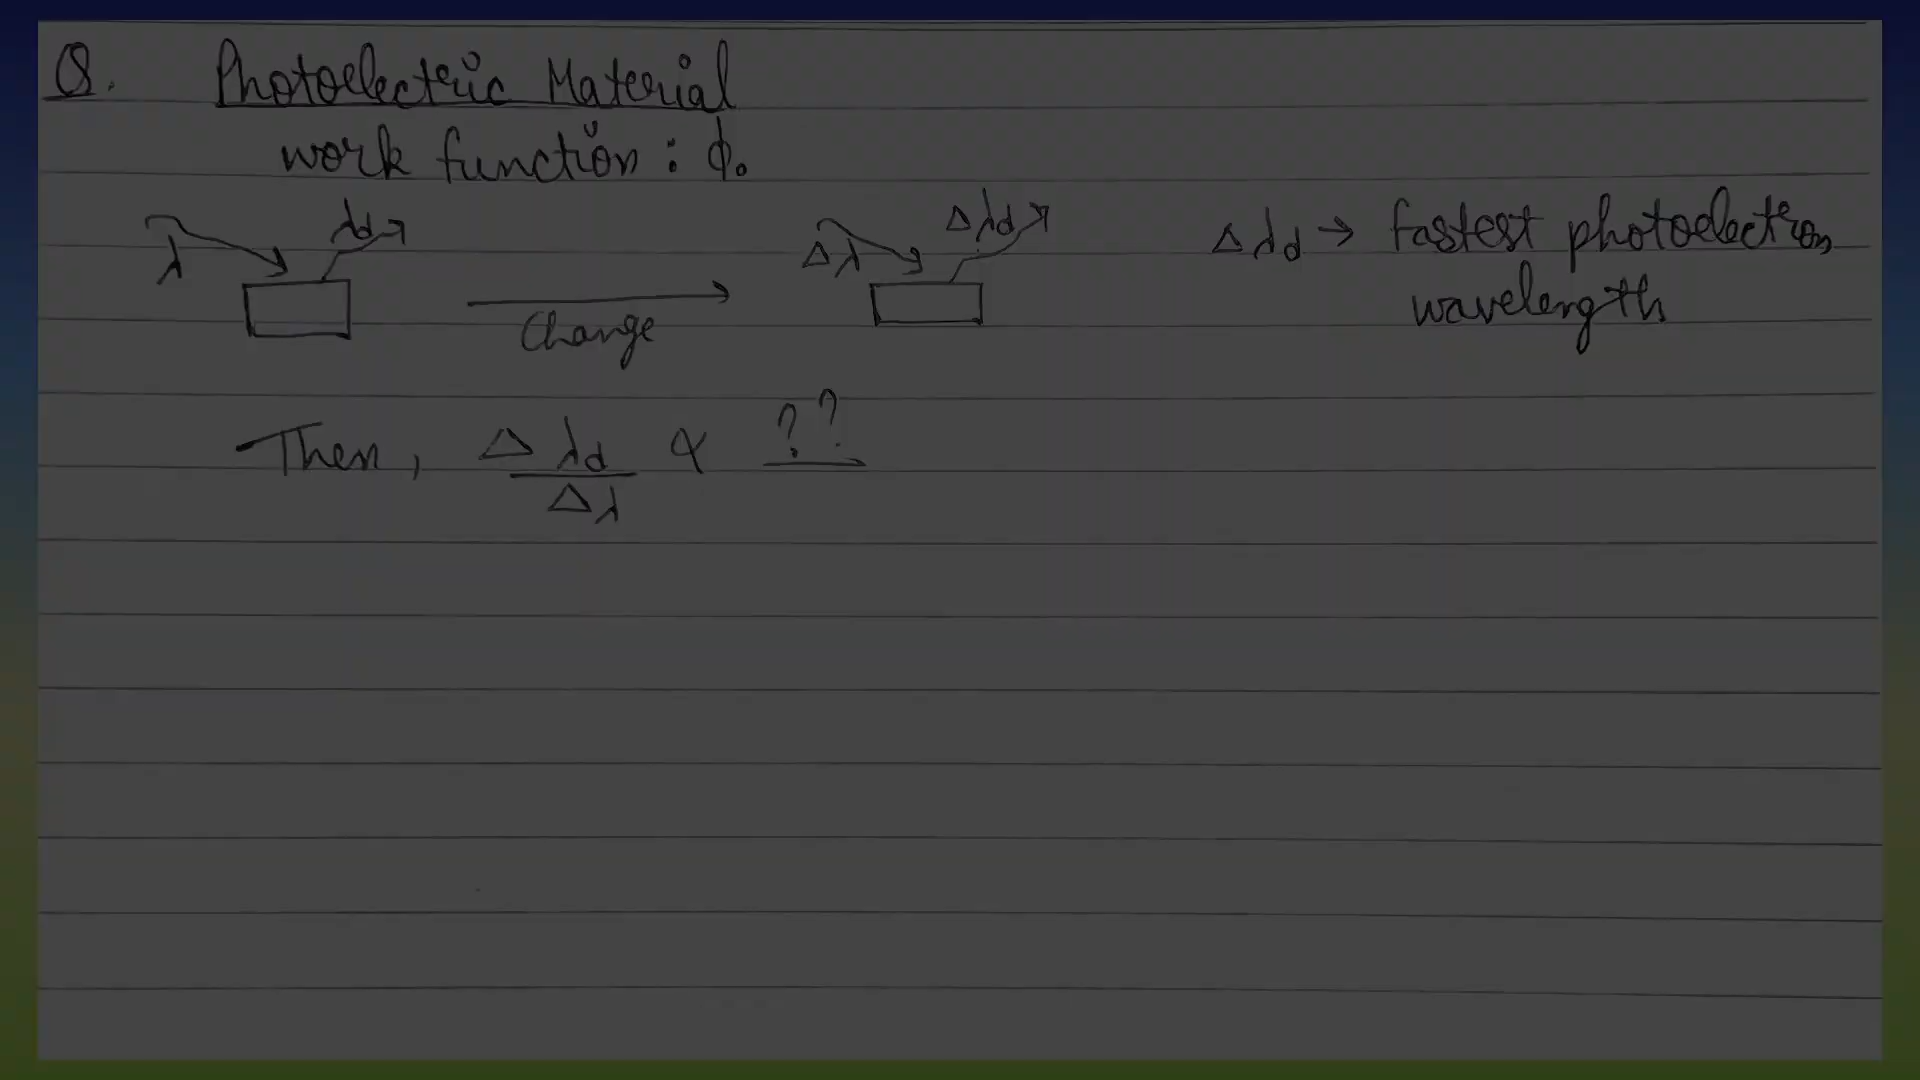 Q. Photoelectric Material
work function : ϕ₀
λ λd Change Δλ Δλd Δλd → fastest photoelectron
wavelength
Then, Δλd/Δλ ∝ ??